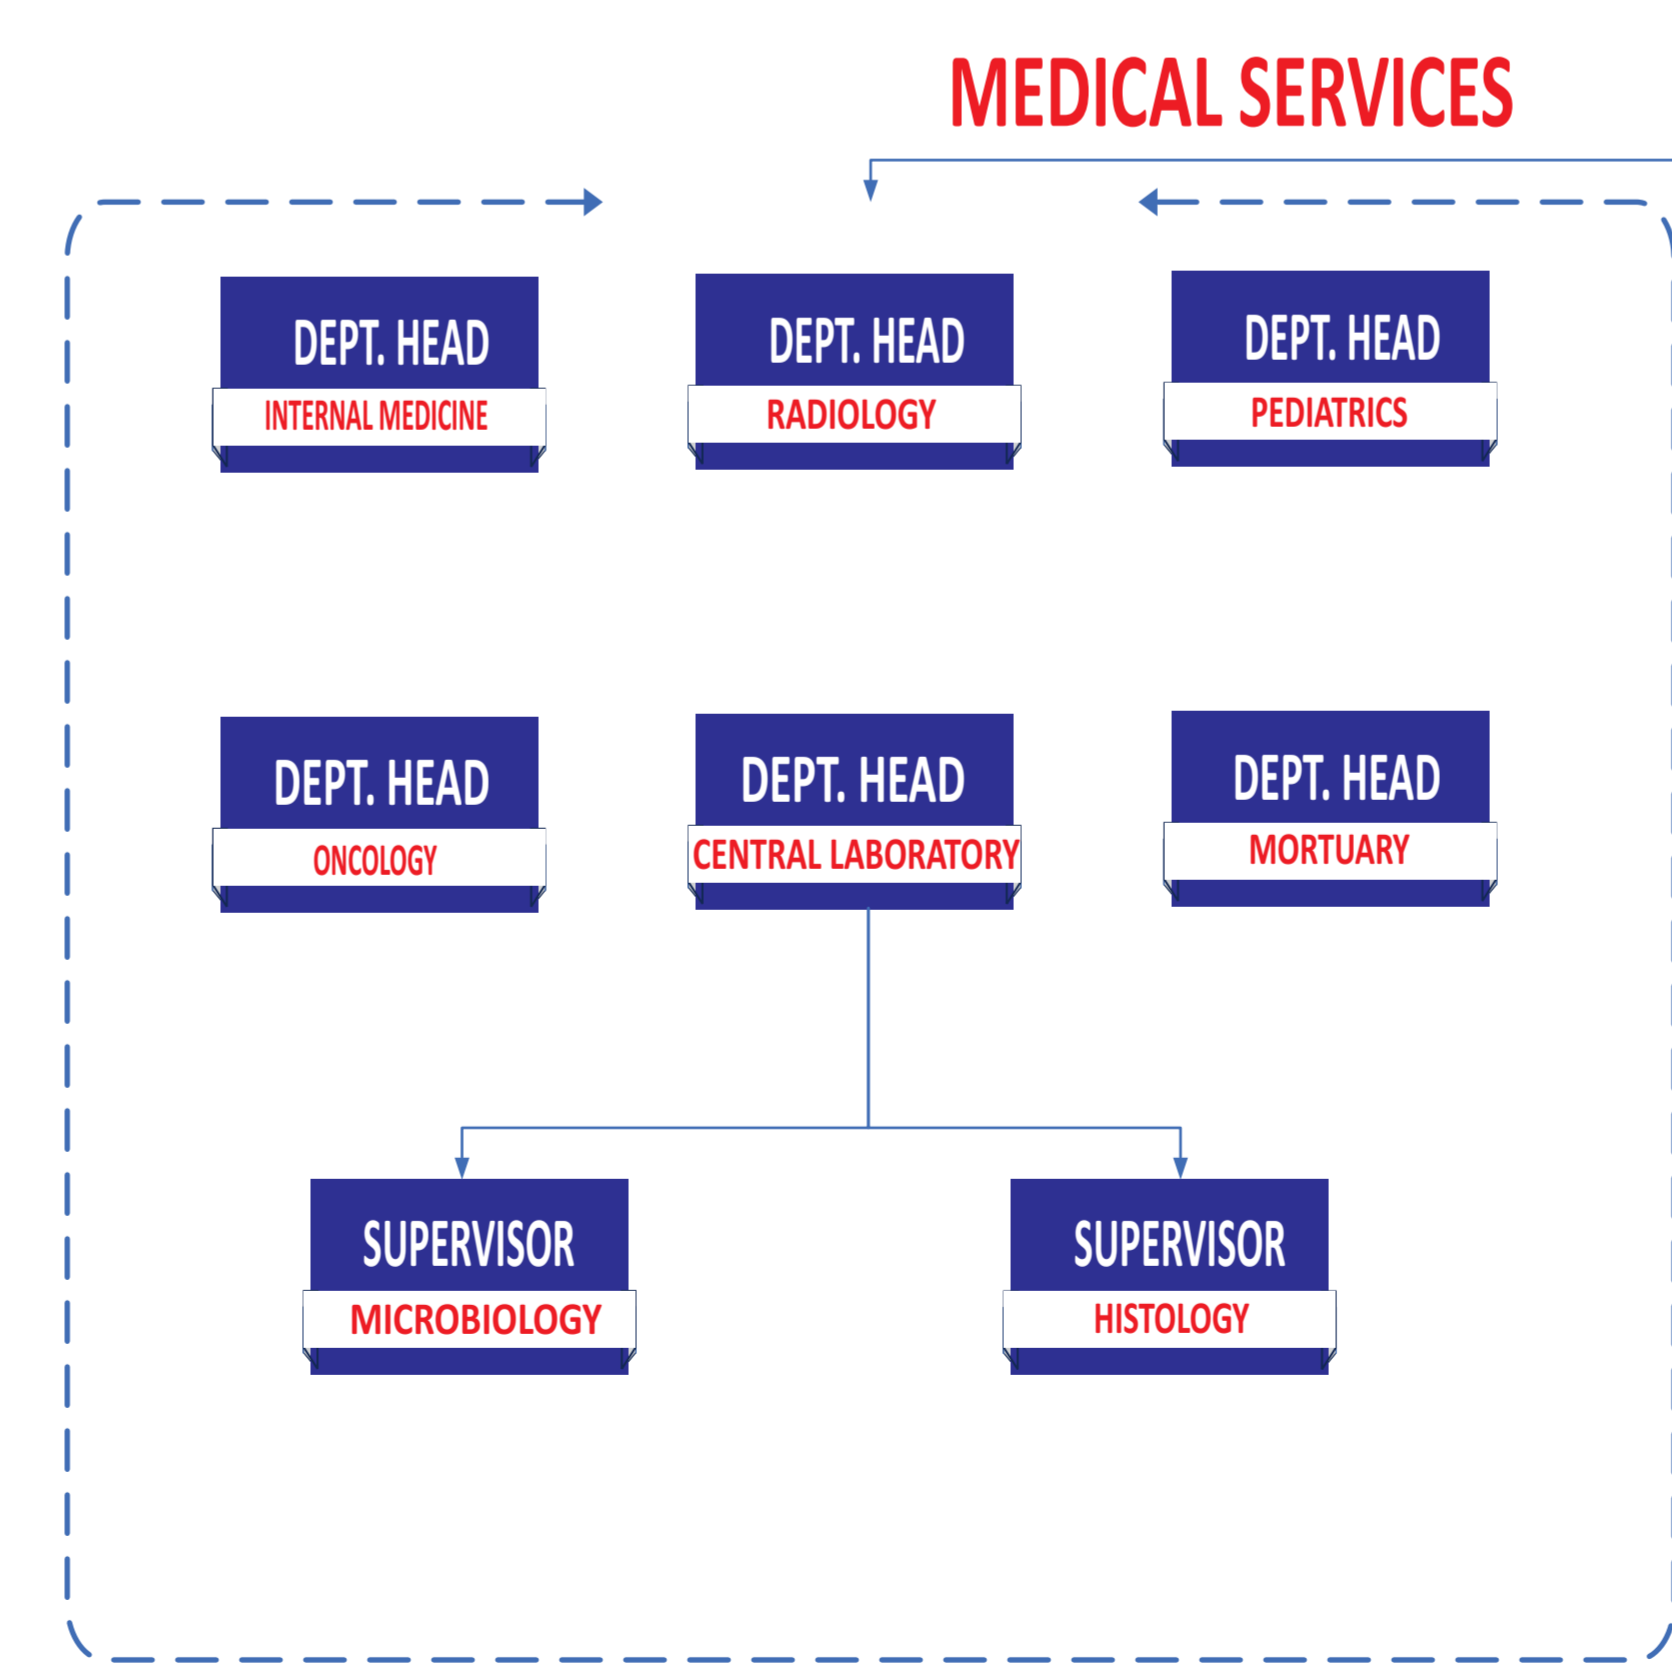 MEDICAL SERVICES
DEPT. HEAD
INTERNAL MEDICINE
DEPT. HEAD
RADIOLOGY
DEPT. HEAD
PEDIATRICS
DEPT. HEAD
ONCOLOGY
DEPT. HEAD
CENTRAL LABORATORY
DEPT. HEAD
MORTUARY
SUPERVISOR
MICROBIOLOGY
SUPERVISOR
HISTOLOGY